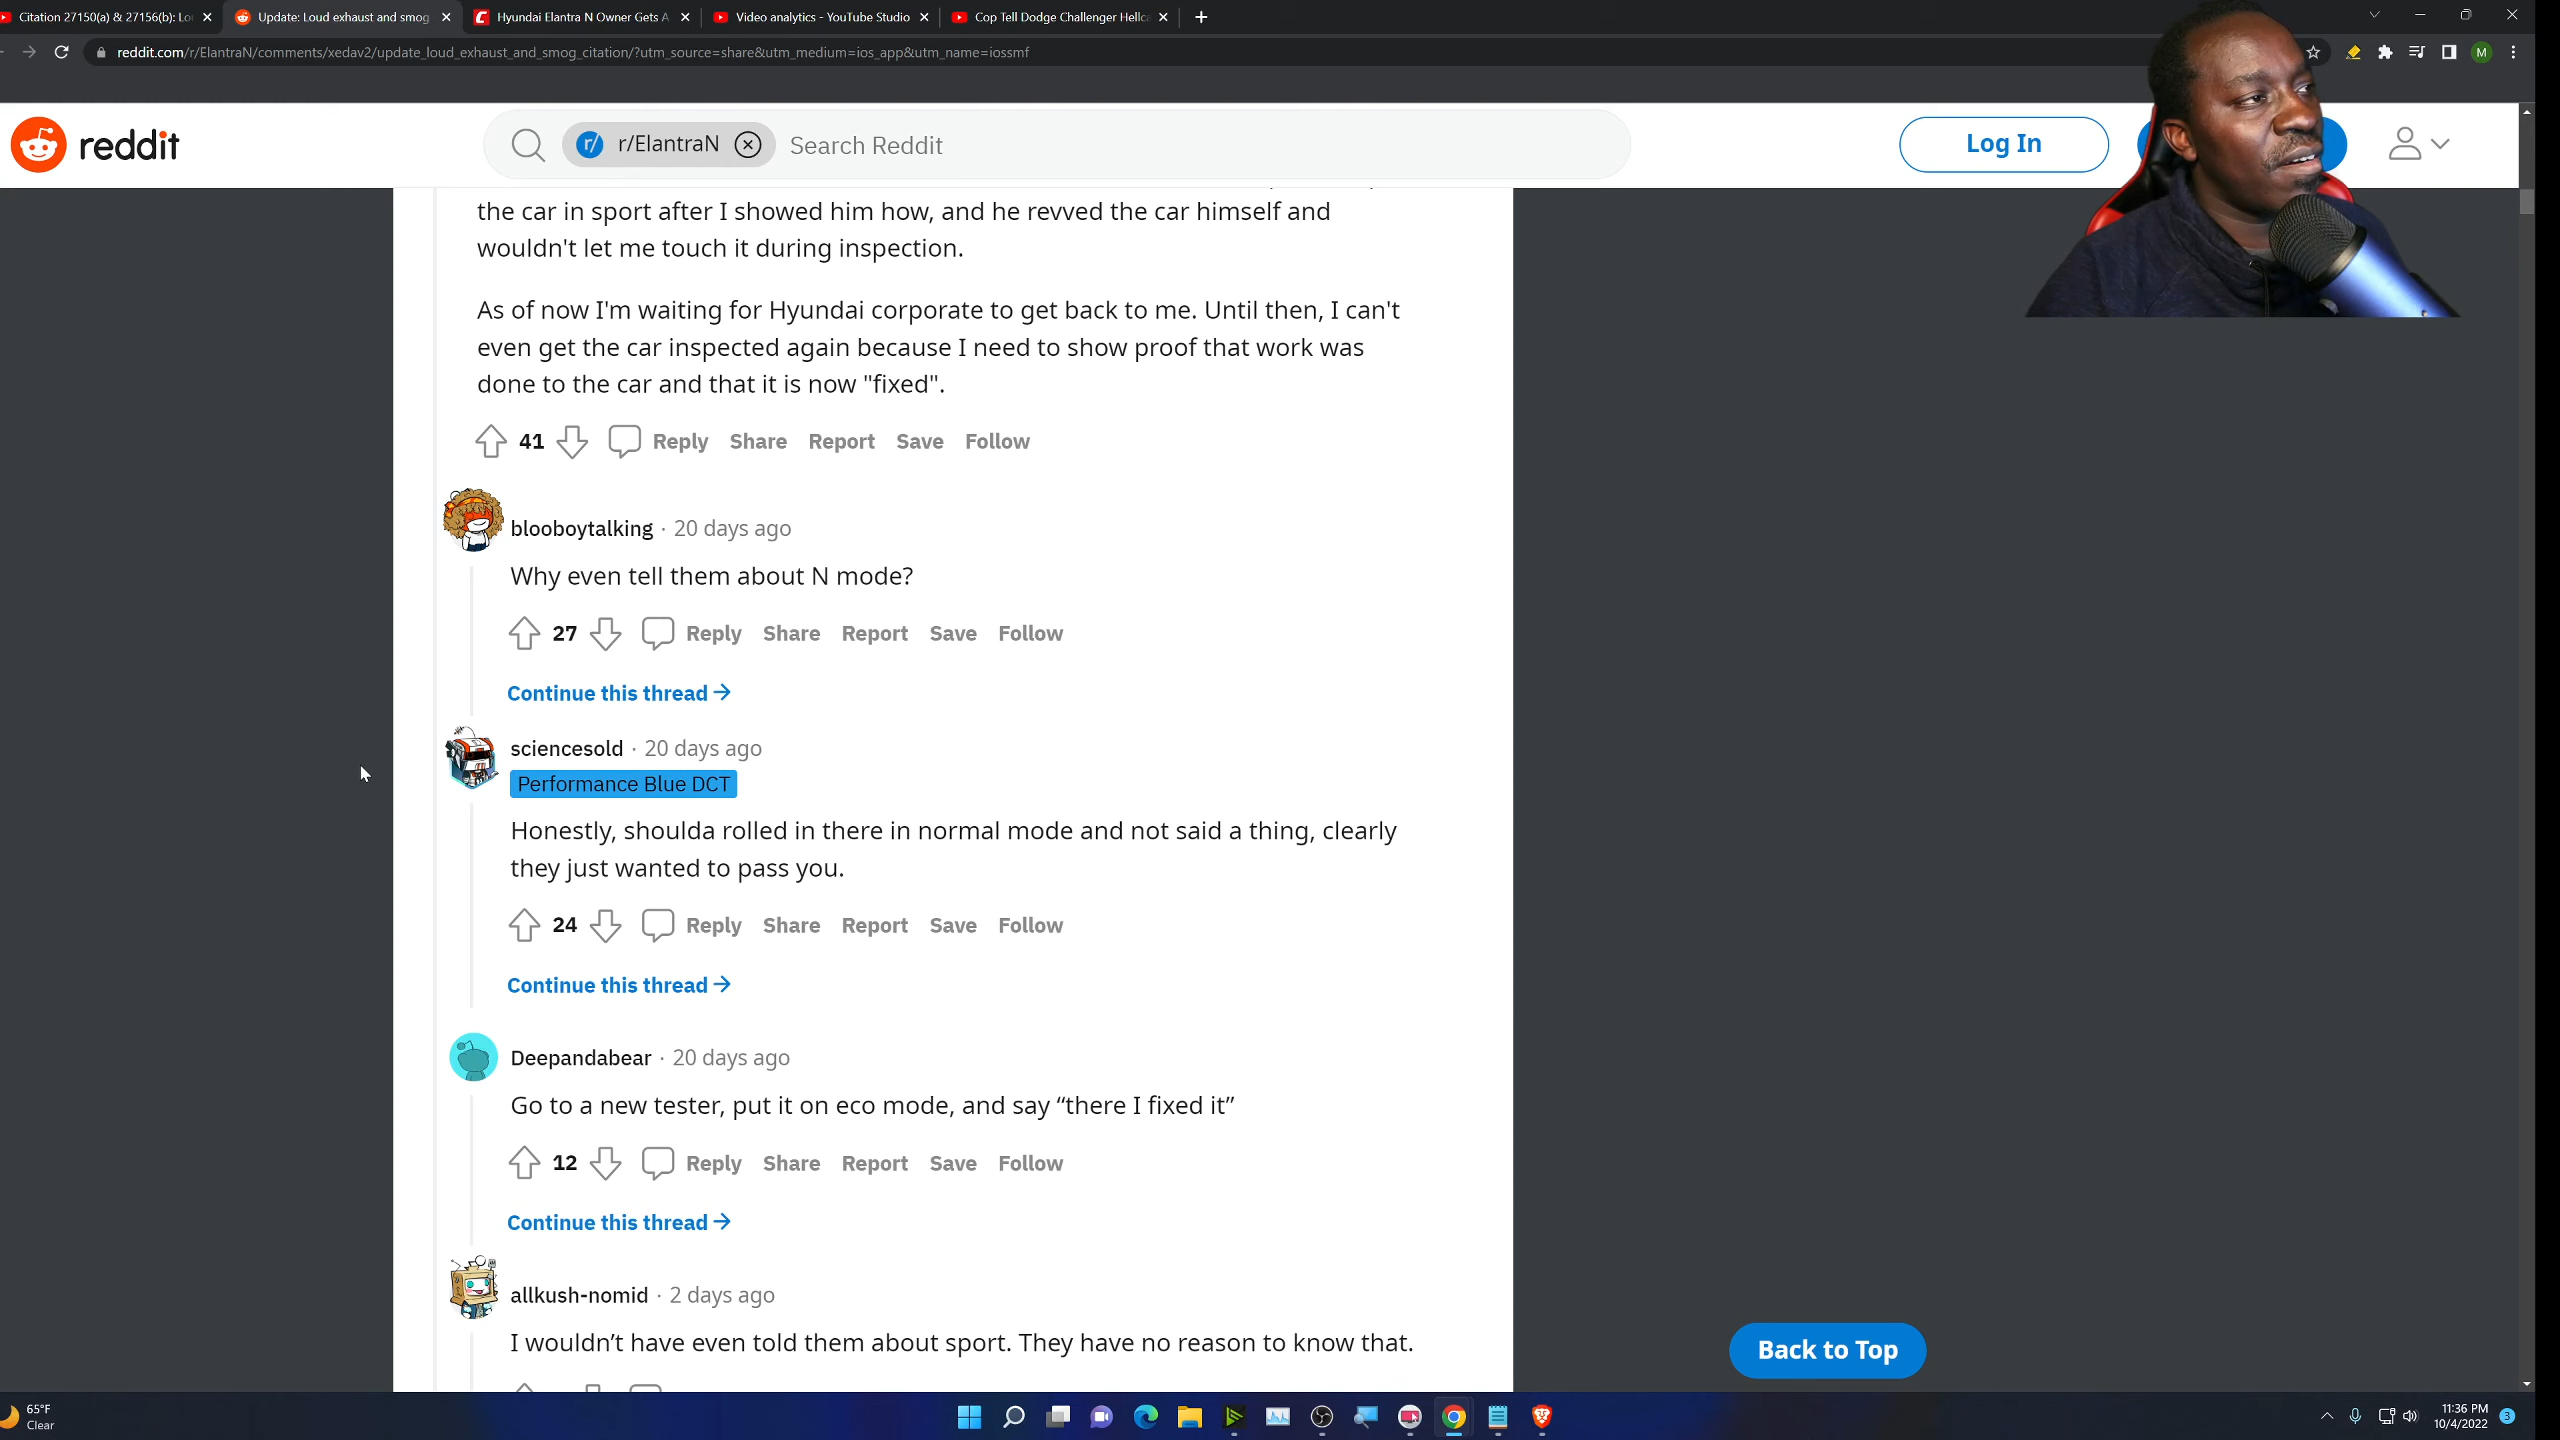 Citation 27150(a) & 27156(b): Lo
Update: Loud exhaust and smog
Hyundai Elantra N Owner Gets A
Video analytics - YouTube Studio
Cop Tell Dodge Challenger Hellc
reddit.com/r/ElantraN/comments/xedav2/update_loud_exhaust_and_smog_citation/?utm_source=share&utm_medium=ios_app&utm_name=iossmf
M
reddit
r/ r/ElantraN Search Reddit
Log In
the car in sport after I showed him how, and he revved the car himself and
wouldn't let me touch it during inspection.
As of now I'm waiting for Hyundai corporate to get back to me. Until then, I can't
even get the car inspected again because I need to show proof that work was
done to the car and that it is now "fixed".
41 Reply Share Report Save Follow
blooboytalking · 20 days ago
Why even tell them about N mode?
27 Reply Share Report Save Follow
Continue this thread →
sciencesold · 20 days ago
Performance Blue DCT
Honestly, shoulda rolled in there in normal mode and not said a thing, clearly
they just wanted to pass you.
24 Reply Share Report Save Follow
Continue this thread →
Deepandabear · 20 days ago
Go to a new tester, put it on eco mode, and say “there I fixed it”
12 Reply Share Report Save Follow
Continue this thread →
allkush-nomid · 2 days ago
I wouldn’t have even told them about sport. They have no reason to know that.
Back to Top
65°F
Clear
11:36 PM
10/4/2022
3